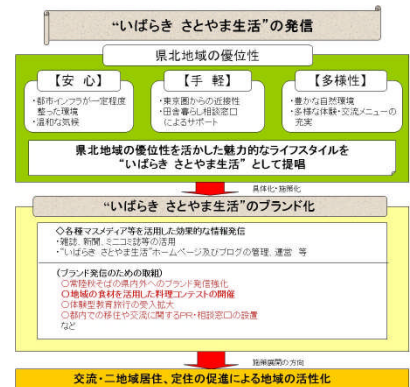 “いばらき さとやま生活”の発信
県北地域の優位性
【安 心】
・都市インフラが一定程度
整った環境
・温和な気候
【手 軽】
・東京圏からの近接性
・田舎暮らし相談窓口
によるサポート
【多様性】
・豊かな自然環境
・多様な体験・交流メニューの
充実
県北地域の優位性を活かした魅力的なライフスタイルを
“いばらき さとやま生活” として提唱
具体化・施策化
“いばらき さとやま生活”のブランド化
◇各種マスメディア等を活用した効果的な情報発信
・雑誌、新聞、ミニコミ誌等の活用
・“いばらき さとやま生活”ホームページ及びブログの管理、運営 等
(ブランド発信のための取組)
○常陸秋そばの県内外へのブランド発信強化
○地域の食材を活用した料理コンテストの開催
○体験型教育旅行の受入拡大
○都内での移住や交流に関するPR・相談窓口の設置
など
施策展開の方向
交流・二地域居住、定住の促進による地域の活性化